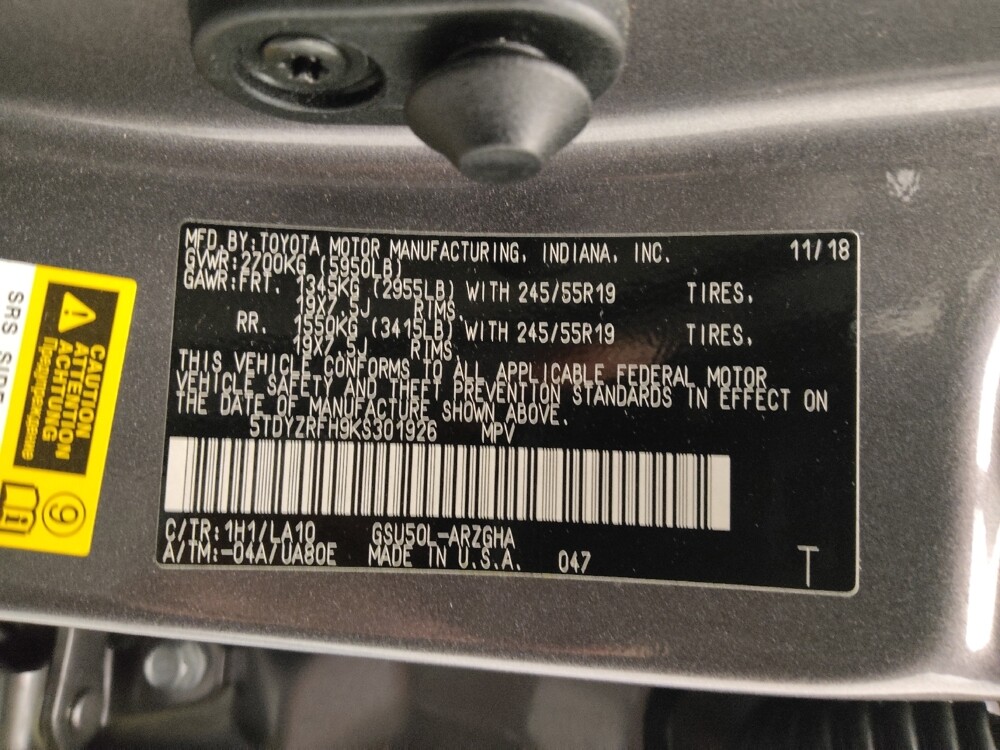 MFD.BY:TOYOTA MOTOR MANUFACTURING, INDIANA, INC. 11/18
GVWR:2700KG (5950LB)
GAWR:FRT. 1345KG (2955LB) WITH 245/55R19 TIRES,
19X7.5J RIMS,
RR. 1550KG (3415LB) WITH 245/55R19 TIRES,
19X7.5J RIMS,
THIS VEHICLE CONFORMS TO ALL APPLICABLE FEDERAL MOTOR
VEHICLE SAFETY AND THEFT PREVENTION STANDARDS IN EFFECT ON
THE DATE OF MANUFACTURE SHOWN ABOVE.
5TDYZRFH9KS301926 MPV
C/TR:1H1/LA10 GSU50L-ARZGHA
A/TM:-04A/UA80E MADE IN U.S.A. 047 T
CAUTION
ATTENTION
ACHTUNG
Предупреждение
9
SRS SIDE